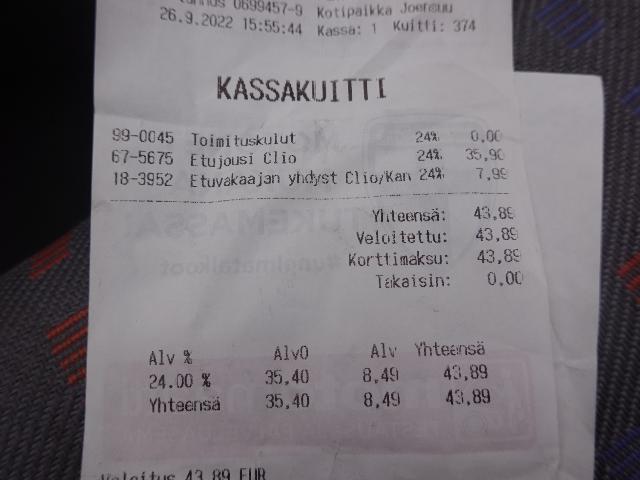 0699457-9 Kotipaikka Joensuu
26.9.2022 15:55:44 Kassa: 1 Kuitti: 374
KASSAKUITTI
99-0045 Toimituskulut 24% 0,00
67-5675 Etujousi Clio 24% 35,90
18-3952 Etuvakaajan yhdyst Clio/Kan 24% 7,99
Yhteensä: 43,89
Veloitettu: 43,89
Korttimaksu: 43,89
Takaisin: 0.00
Alv % Alv0 Alv Yhteensä
24.00 % 35,40 8,49 43,89
Yhteensä 35,40 8,49 43,89
Veloitus 43,89 EUR